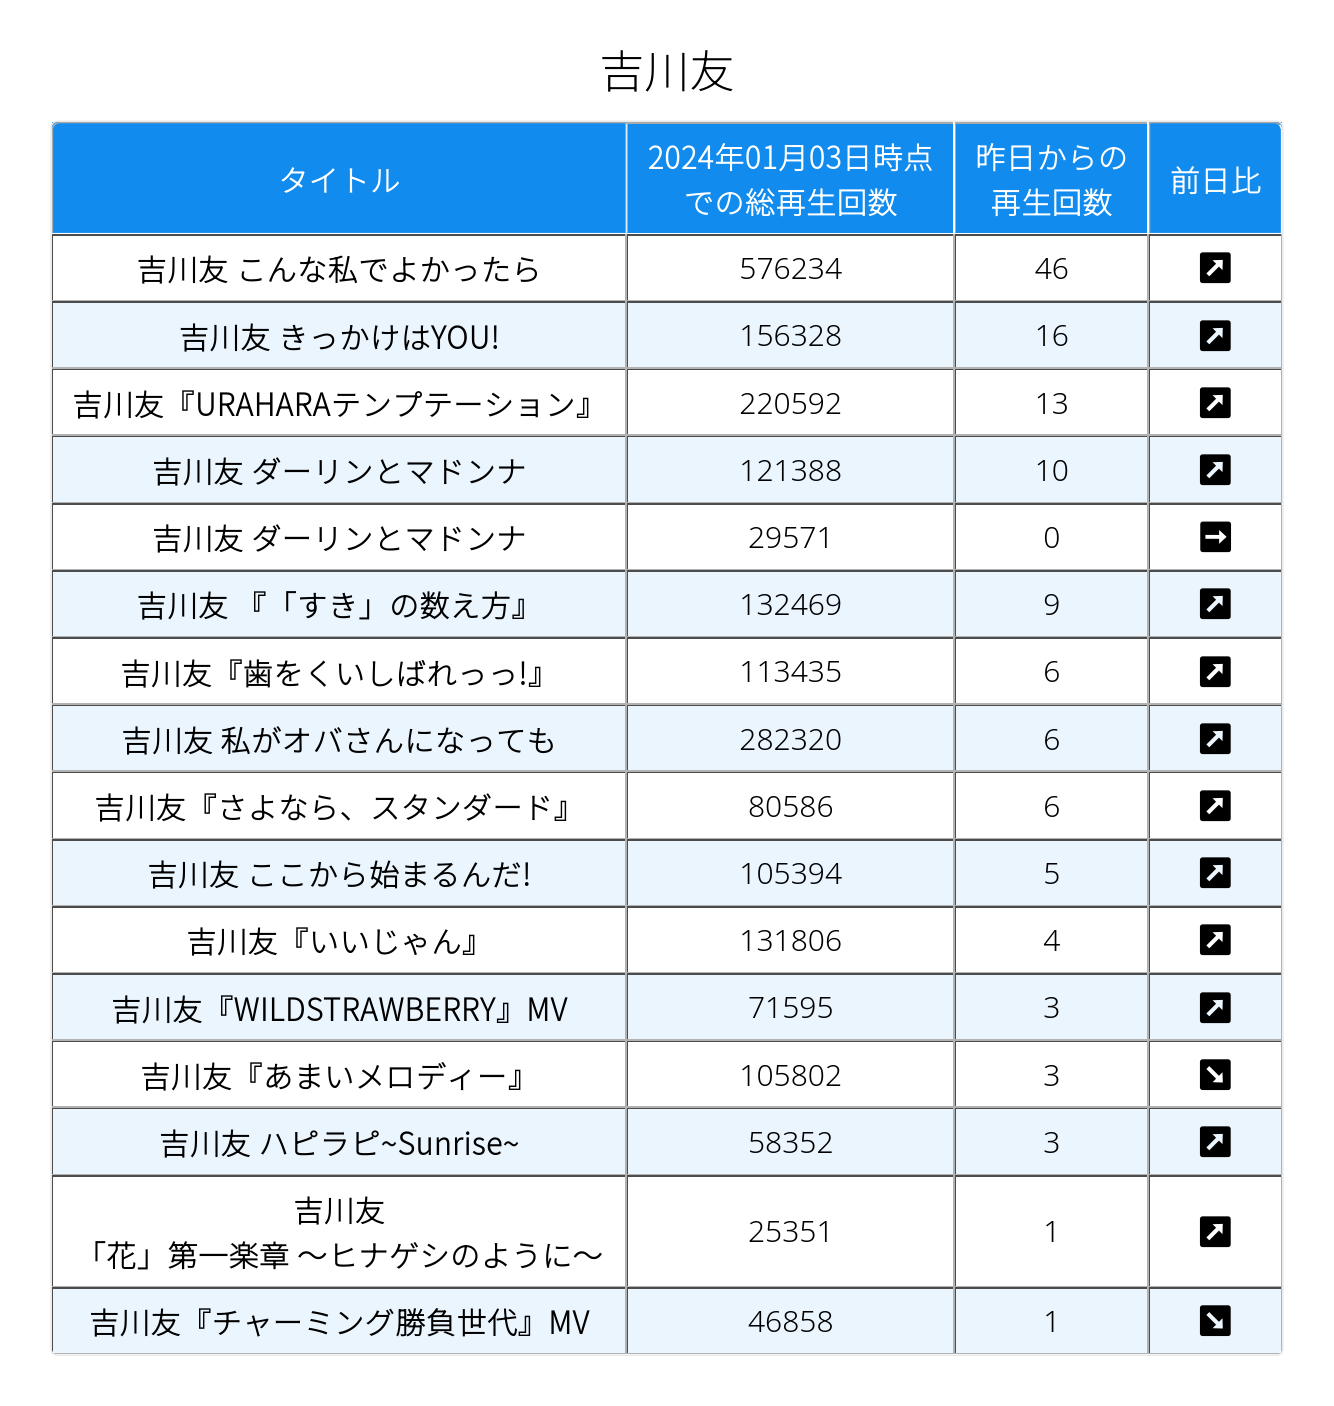 吉川友
タイトル
2024年01月03日時点
での総再生回数
昨日からの
再生回数
前日比
吉川友 こんな私でよかったら 576234 46
吉川友 きっかけはYOU! 156328 16
吉川友『URAHARAテンプテーション』 220592 13
吉川友 ダーリンとマドンナ 121388 10
吉川友 ダーリンとマドンナ 29571 0
吉川友 『「すき」の数え方』 132469 9
吉川友『歯をくいしばれっっ!』 113435 6
吉川友 私がオバさんになっても 282320 6
吉川友『さよなら、スタンダード』 80586 6
吉川友 ここから始まるんだ! 105394 5
吉川友『いいじゃん』 131806 4
吉川友『WILDSTRAWBERRY』MV 71595 3
吉川友『あまいメロディー』 105802 3
吉川友 ハピラピ~Sunrise~ 58352 3
吉川友
「花」第一楽章 ～ヒナゲシのように～ 25351 1
吉川友『チャーミング勝負世代』MV 46858 1